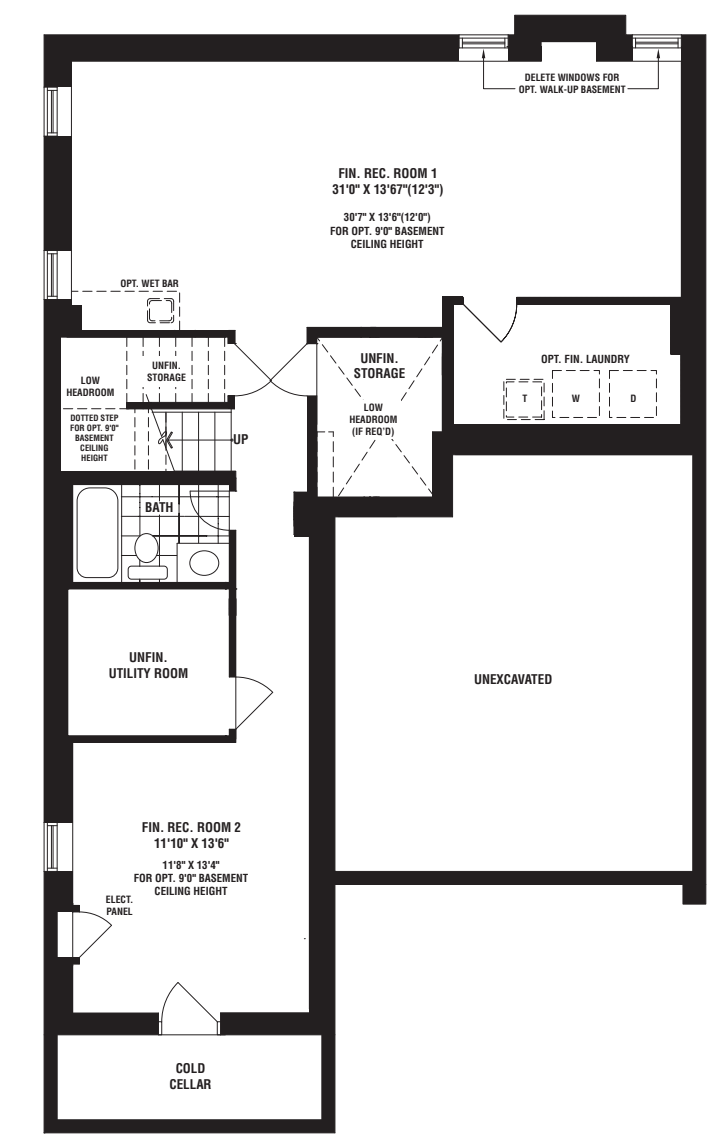 DELETE WINDOWS FOR
OPT. WALK-UP BASEMENT
FIN. REC. ROOM 1
31'0" X 13'67"(12'3")
30'7" X 13'6"(12'0")
FOR OPT. 9'0" BASEMENT
CEILING HEIGHT
OPT. WET BAR
UNFIN.
STORAGE
LOW
HEADROOM
DOTTED STEP
FOR OPT. 9'0"
BASEMENT
CEILING
HEIGHT
UP
UNFIN.
STORAGE
LOW
HEADROOM
(IF REQ'D)
OPT. FIN. LAUNDRY
T
W
D
BATH
UNFIN.
UTILITY ROOM
UNEXCAVATED
FIN. REC. ROOM 2
11'10" X 13'6"
11'8" X 13'4"
FOR OPT. 9'0" BASEMENT
CEILING HEIGHT
ELECT.
PANEL
COLD
CELLAR